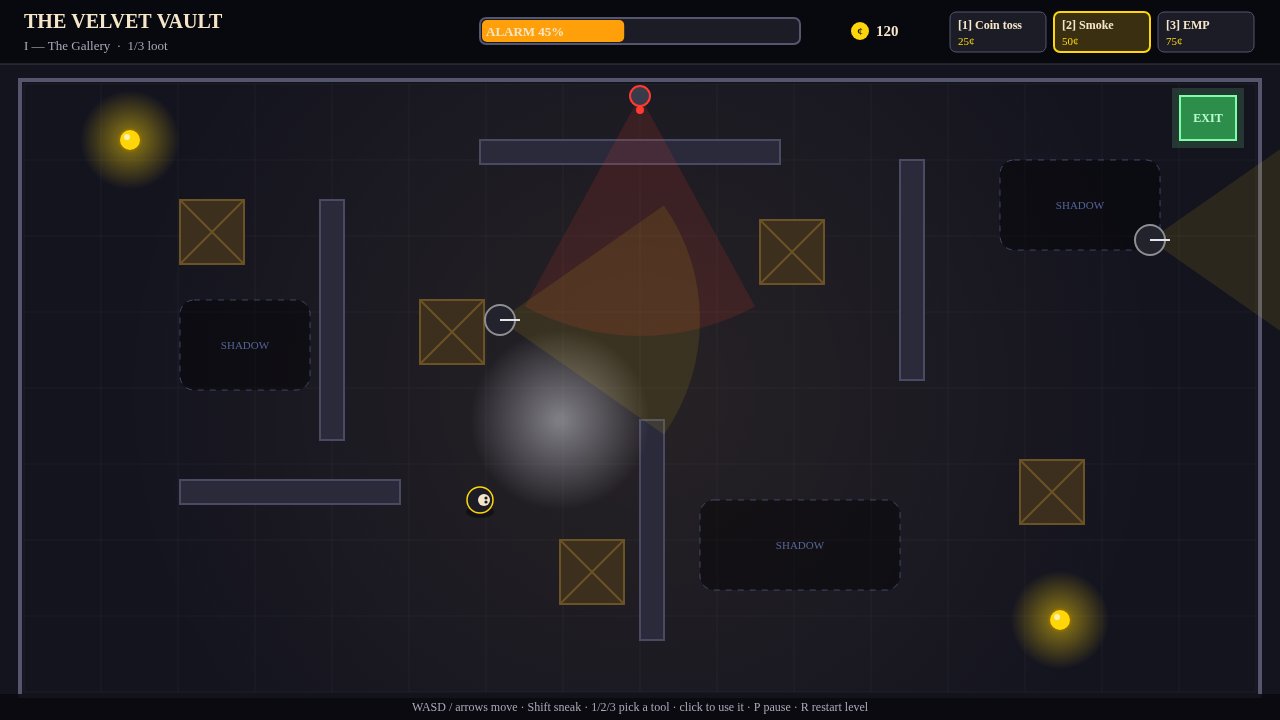 THE VELVET VAULT
I — The Gallery · 1/3 loot
ALARM 45%
¢ 120
[1] Coin toss
25¢
[2] Smoke
50¢
[3] EMP
75¢
EXIT
SHADOW
SHADOW
SHADOW
WASD / arrows move · Shift sneak · 1/2/3 pick a tool · click to use it · P pause · R restart level